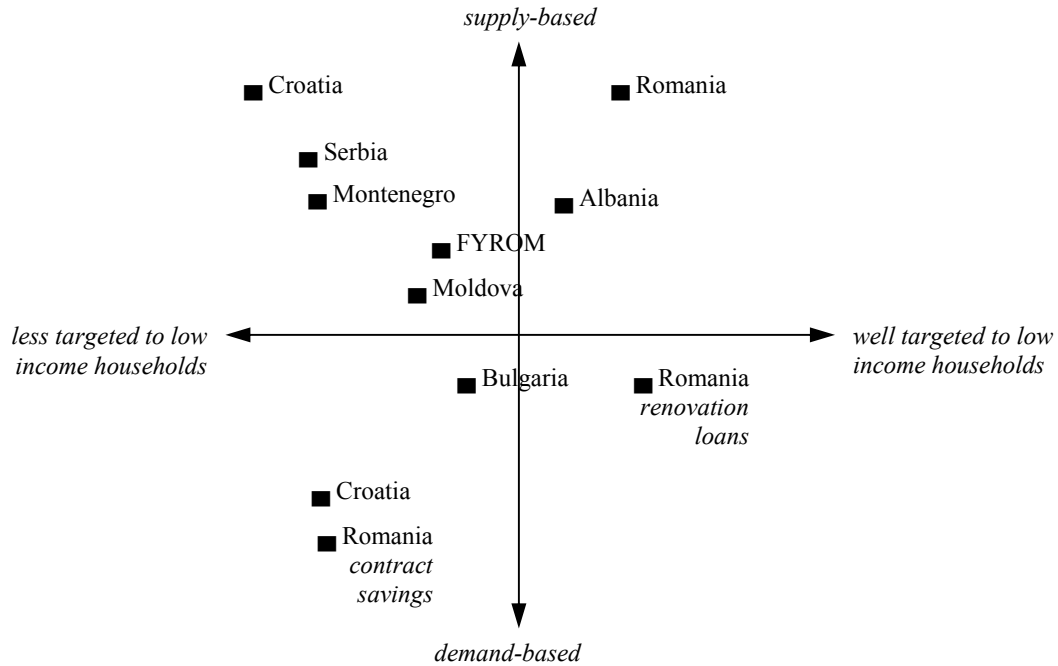 supply-based
Croatia
Romania
Serbia
Montenegro
Albania
FYROM
Moldova
less targeted to low
income households
well targeted to low
income households
Bulgaria
Romania
renovation
loans
Croatia
Romania
contract
savings
demand-based